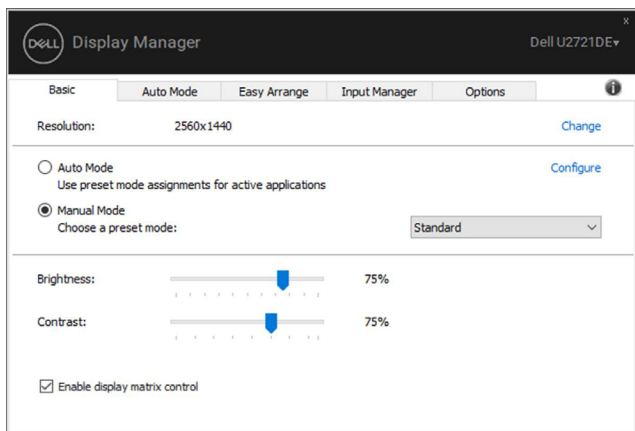 DELL Display Manager
x
Dell U2721DE
Basic Auto Mode Easy Arrange Input Manager Options
Resolution: 2560x1440 Change
Auto Mode Configure
Use preset mode assignments for active applications
Manual Mode
Choose a preset mode: Standard
Brightness: 75%
Contrast: 75%
Enable display matrix control